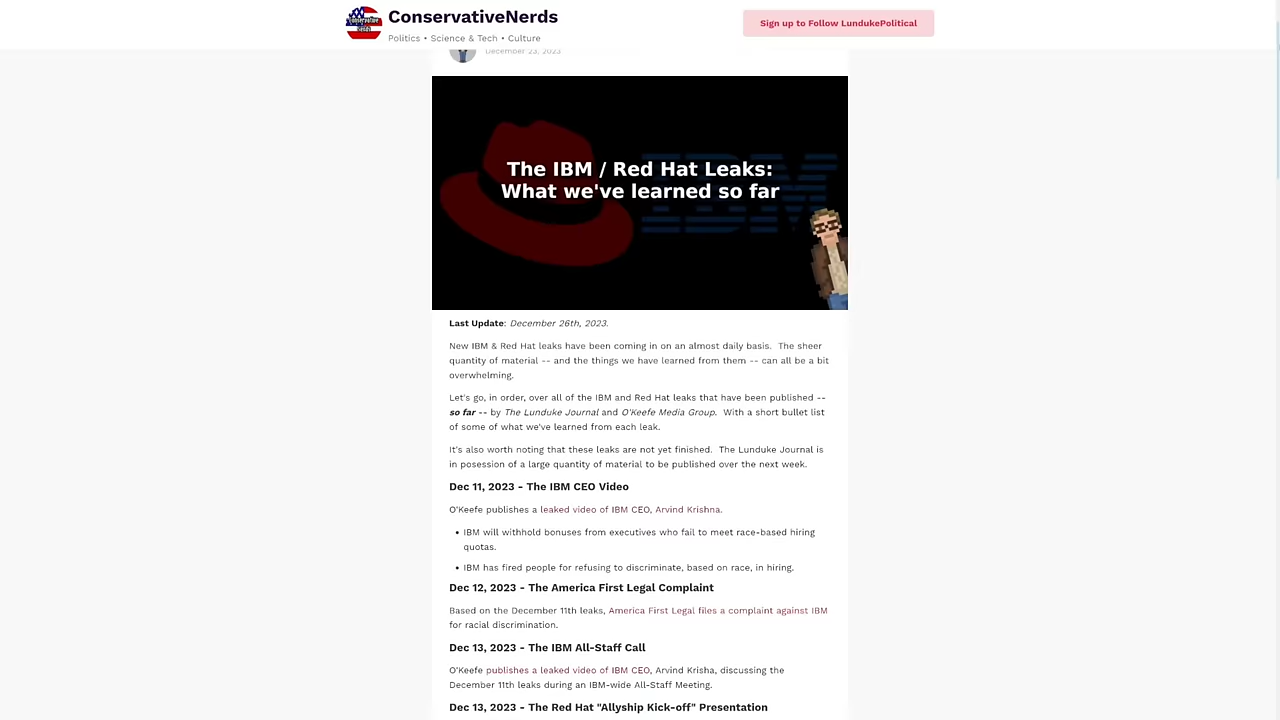 ConservativeNerds
Politics • Science & Tech • Culture
Sign up to Follow LundukePolitical
December 23, 2023
The IBM / Red Hat Leaks:
What we've learned so far
Last Update: December 26th, 2023.
New IBM & Red Hat leaks have been coming in on an almost daily basis. The sheer
quantity of material -- and the things we have learned from them -- can all be a bit
overwhelming.
Let's go, in order, over all of the IBM and Red Hat leaks that have been published --
so far -- by The Lunduke Journal and O'Keefe Media Group. With a short bullet list
of some of what we've learned from each leak.
It's also worth noting that these leaks are not yet finished. The Lunduke Journal is
in posession of a large quantity of material to be published over the next week.
Dec 11, 2023 - The IBM CEO Video
O'Keefe publishes a leaked video of IBM CEO, Arvind Krishna.
• IBM will withhold bonuses from executives who fail to meet race-based hiring
quotas.
• IBM has fired people for refusing to discriminate, based on race, in hiring.
Dec 12, 2023 - The America First Legal Complaint
Based on the December 11th leaks, America First Legal files a complaint against IBM
for racial discrimination.
Dec 13, 2023 - The IBM All-Staff Call
O'Keefe publishes a leaked video of IBM CEO, Arvind Krisha, discussing the
December 11th leaks during an IBM-wide All-Staff Meeting.
Dec 13, 2023 - The Red Hat "Allyship Kick-off" Presentation